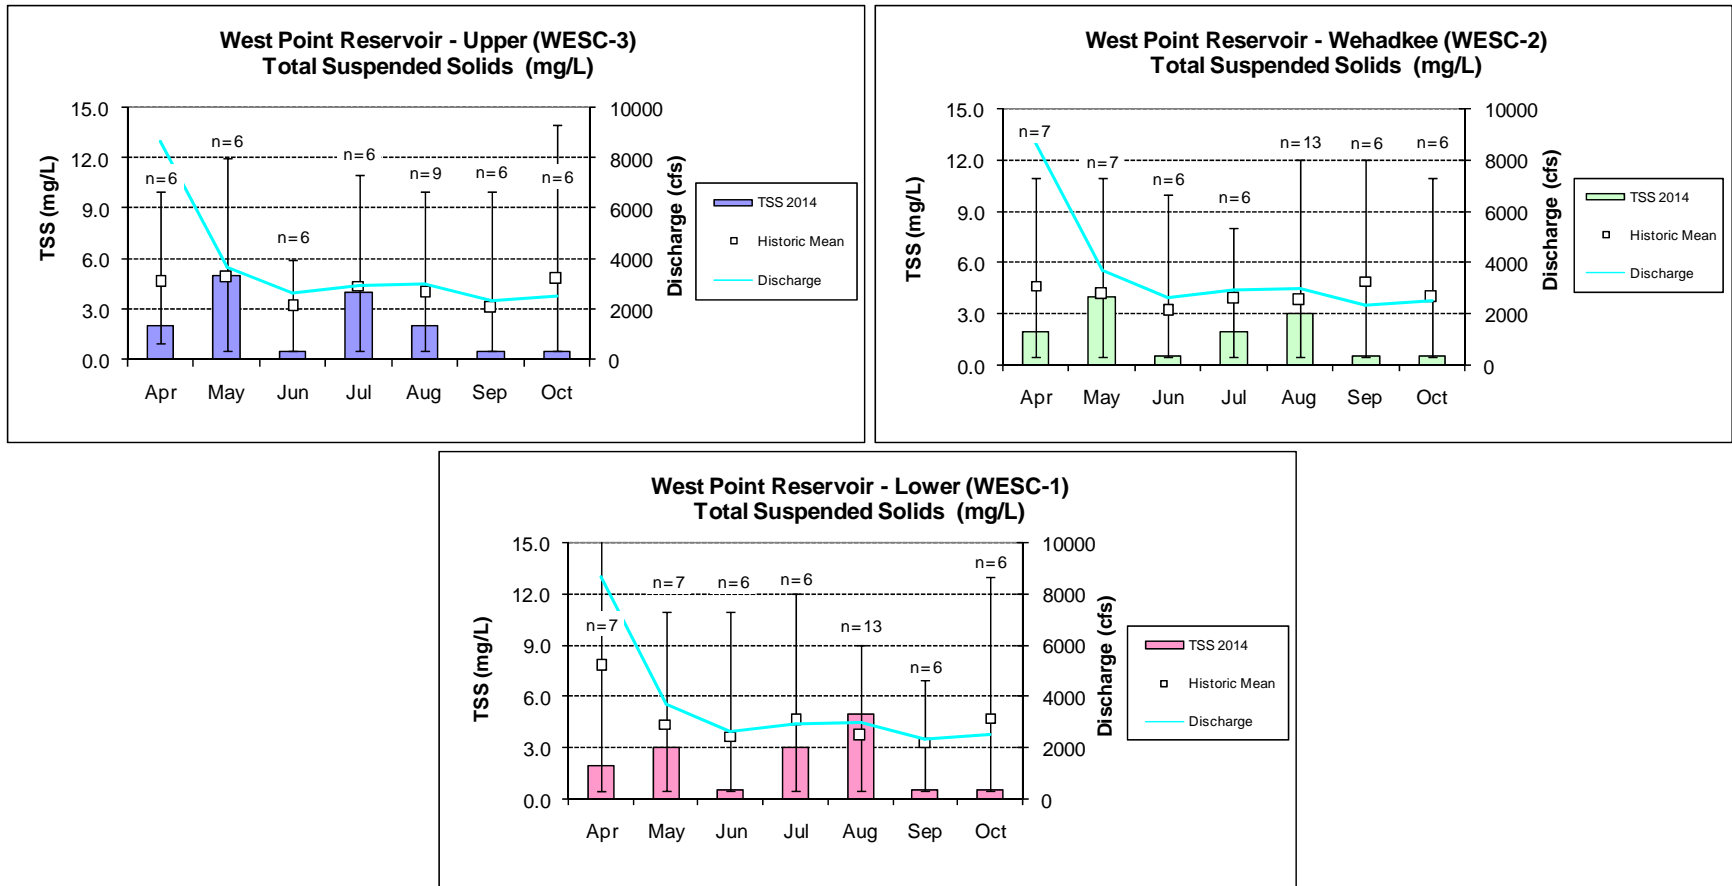 West Point Reservoir - Upper (WESC-3)
Total Suspended Solids (mg/L)
TSS (mg/L)
15.0
12.0
9.0
6.0
3.0
0.0
n=6
n=6
n=6
n=6
n=9
n=6
n=6
Apr May Jun Jul Aug Sep Oct
10000
8000
6000
4000
2000
0
Discharge (cfs)
TSS 2014
Historic Mean
Discharge
West Point Reservoir - Wehadkee (WESC-2)
Total Suspended Solids (mg/L)
TSS (mg/L)
15.0
12.0
9.0
6.0
3.0
0.0
n=7
n=7
n=6
n=6
n=13
n=6
n=6
Apr May Jun Jul Aug Sep Oct
10000
8000
6000
4000
2000
0
Discharge (cfs)
TSS 2014
Historic Mean
Discharge
West Point Reservoir - Lower (WESC-1)
Total Suspended Solids (mg/L)
TSS (mg/L)
15.0
12.0
9.0
6.0
3.0
0.0
n=7
n=7
n=6
n=6
n=13
n=6
n=6
Apr May Jun Jul Aug Sep Oct
10000
8000
6000
4000
2000
0
Discharge (cfs)
TSS 2014
Historic Mean
Discharge